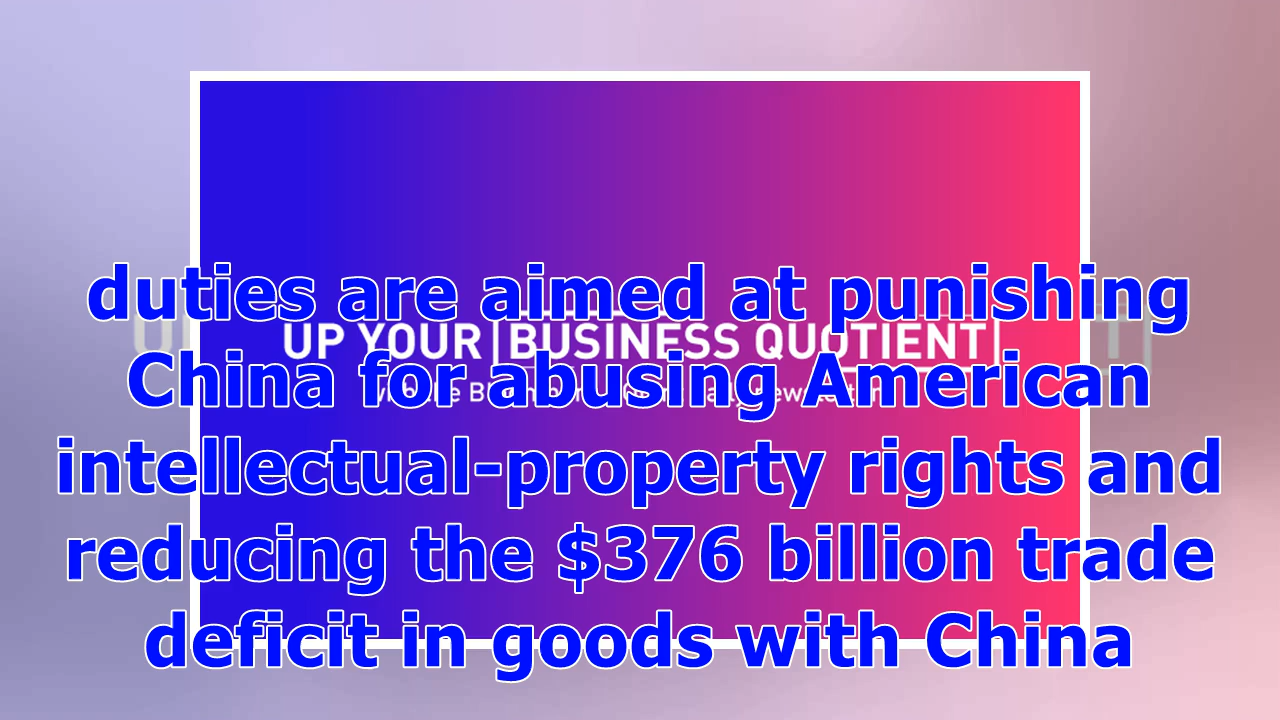 duties are aimed at punishing
UP YOUR BUSINESS QUOTIENT
China for abusing American
intellectual-property rights and
reducing the $376 billion trade
deficit in goods with China